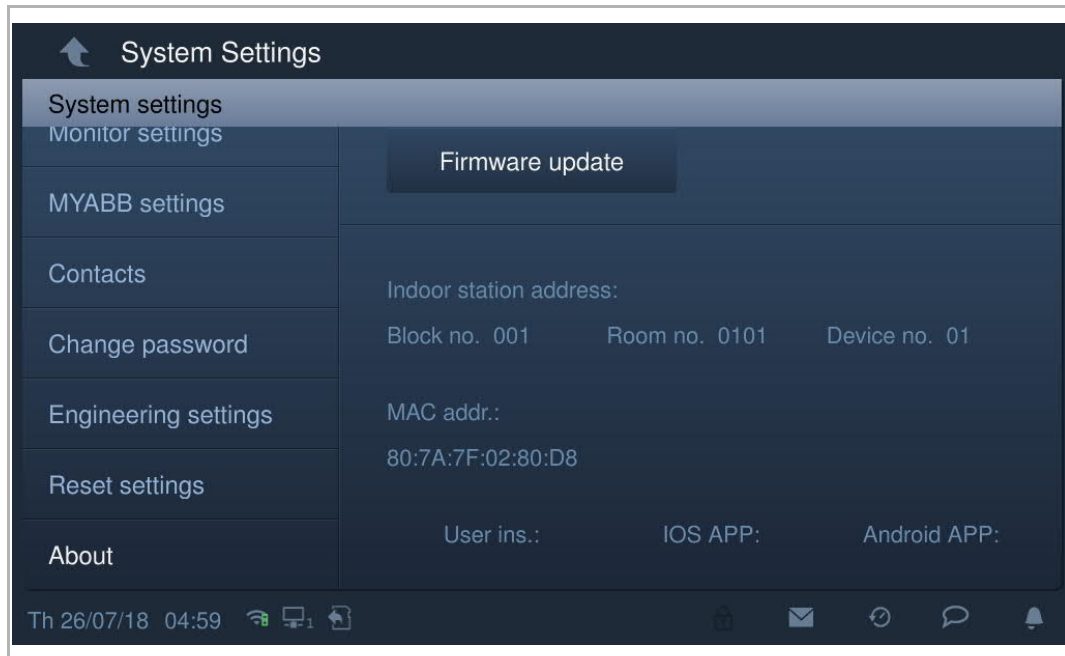 System Settings
System settings
Monitor settings
MYABB settings
Contacts
Change password
Engineering settings
Reset settings
About
Firmware update
Indoor station address:
Block no. 001 Room no. 0101 Device no. 01
MAC addr.:
80:7A:7F:02:80:D8
User ins.: IOS APP: Android APP:
Th 26/07/18 04:59 1